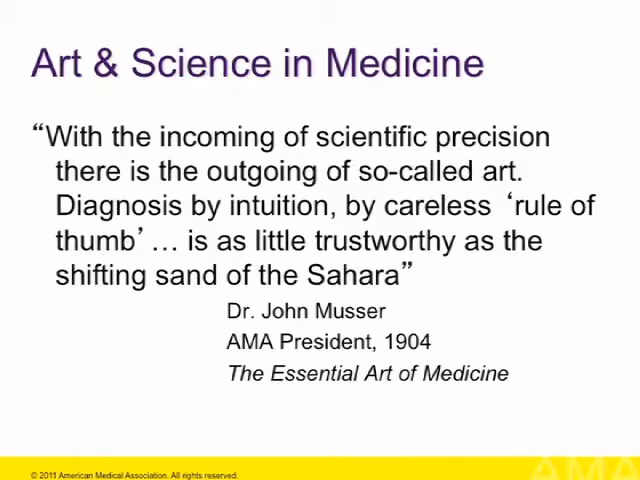 Art & Science in Medicine
“With the incoming of scientific precision
there is the outgoing of so-called art.
Diagnosis by intuition, by careless ‘rule of
thumb’… is as little trustworthy as the
shifting sand of the Sahara”
Dr. John Musser
AMA President, 1904
The Essential Art of Medicine
© 2011 American Medical Association. All rights reserved.
AMA